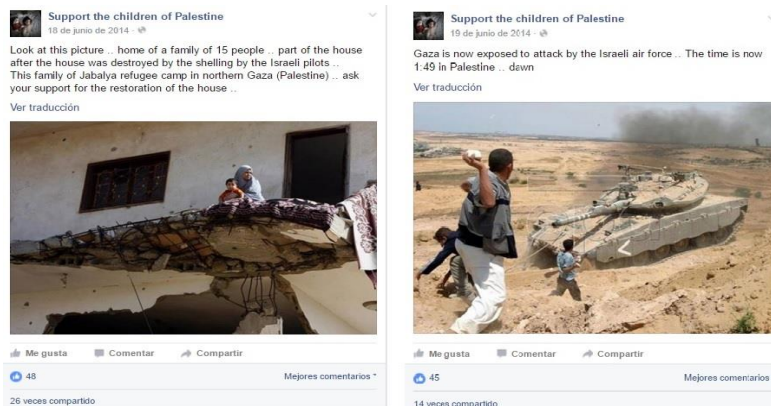 Support the children of Palestine
18 de junio de 2014 ·
Look at this picture .. home of a family of 15 people .. part of the house
after the house was destroyed by the shelling by the Israeli pilots ..
This family of Jabalya refugee camp in northern Gaza (Palestine) .. ask
your support for the restoration of the house ..
Ver traducción
Me gusta Comentar Compartir
48 Mejores comentarios
26 veces compartido
Support the children of Palestine
19 de junio de 2014 ·
Gaza is now exposed to attack by the Israeli air force .. The time is now
1:49 in Palestine .. dawn
Ver traducción
Me gusta Comentar Compartir
45 Mejores comentarios
14 veces compartido